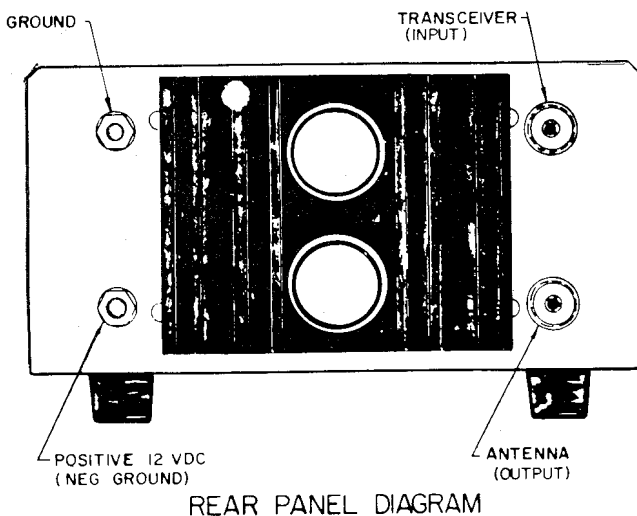 GROUND
TRANSCEIVER
(INPUT)
POSITIVE 12 VDC
(NEG GROUND)
ANTENNA
(OUTPUT)
REAR PANEL DIAGRAM